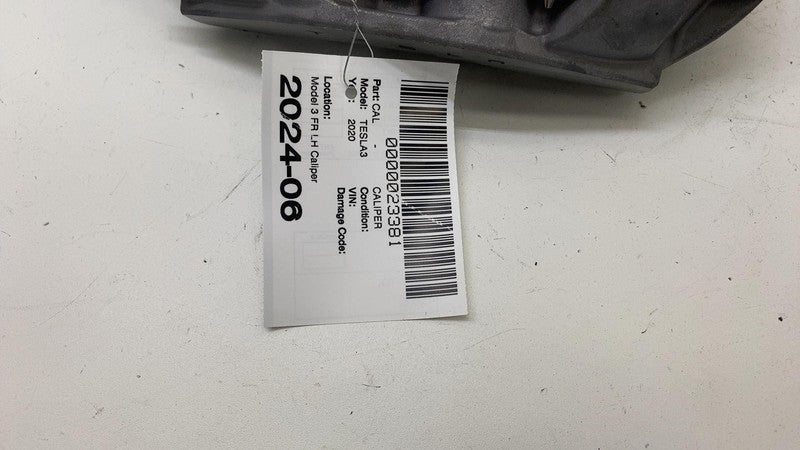 0000023381
Part: CAL - CALIPER
Model: TESLA3 Condition:
2020 VIN:
Damage Code:
Location:
Model 3 FR LH Caliper
2024-06